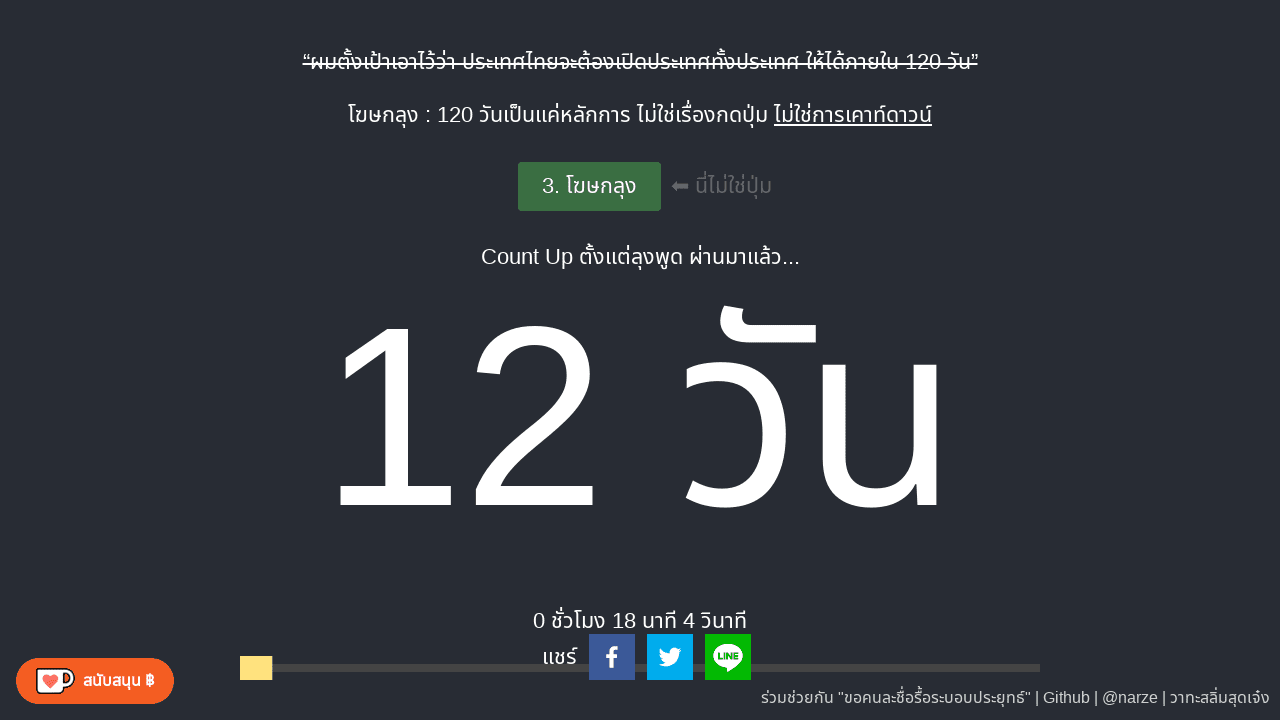 “ผมตั้งเป้าเอาไว้ว่า ประเทศไทยจะต้องเปิดประเทศทั้งประเทศ ให้ได้ภายใน 120 วัน”
โฆษกลุง : 120 วันเป็นแค่หลักการ ไม่ใช่เรื่องกดปุ่ม ไม่ใช่การเคาท์ดาวน์
3. โฆษกลุง ⬅ นี่ไม่ใช่ปุ่ม
Count Up ตั้งแต่ลุงพูด ผ่านมาแล้ว...
12 วัน
0 ชั่วโมง 18 นาที 4 วินาที
แชร์
LINE
สนับสนุน ฿
ร่วมช่วยกัน "ขอคนละชื่อรื้อระบอบประยุทธ์" | Github | @narze | วาทะสลิ่มสุดเจ๋ง